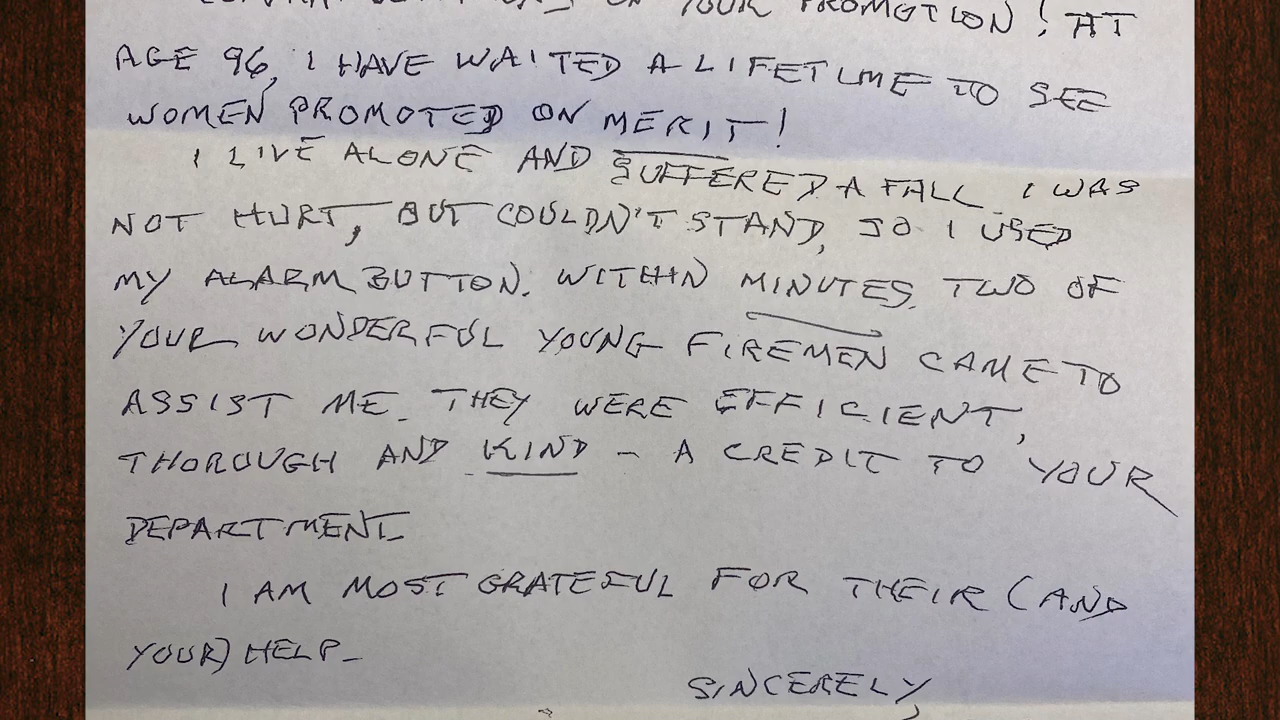 CONGRATULATIONS ON YOUR PROMOTION! AT
AGE 96, I HAVE WAITED A LIFETIME TO SEE
WOMEN PROMOTED ON MERIT!
I LIVE ALONE AND SUFFERED A FALL. I WAS
NOT HURT, BUT COULDN'T STAND, SO I USED
MY ALARM BUTTON. WITHIN MINUTES, TWO OF
YOUR WONDERFUL YOUNG FIREMEN CAME TO
ASSIST ME. THEY WERE EFFICIENT,
THOROUGH AND KIND - A CREDIT TO YOUR
DEPARTMENT.
I AM MOST GRATEFUL FOR THEIR (AND
YOUR) HELP.
SINCERELY,